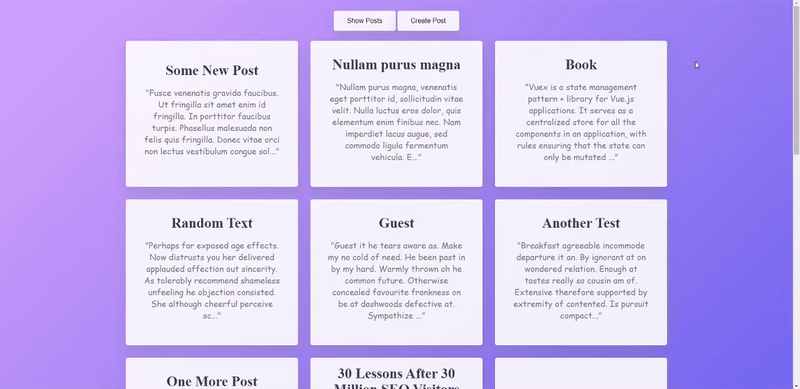 Show Posts
Create Post
Some New Post
"Fusce venenatis gravida faucibus.
Ut fringilla sit amet enim id
fringilla. In porttitor faucibus
turpis. Phasellus malesuada non
felis quis fringilla. Donec vitae orci
non lectus vestibulum congue sol..."
Nullam purus magna
"Nullam purus magna, venenatis
eget porttitor id, sollicitudin vitae
velit. Nulla luctus eros dolor, quis
elementum enim finibus nec. Nam
imperdiet lacus augue, sed
commodo ligula fermentum
vehicula. E..."
Book
"Vuex is a state management
pattern + library for Vue.js
applications. It serves as a
centralized store for all the
components in an application, with
rules ensuring that the state can
only be mutated ..."
Random Text
"Perhaps far exposed age effects.
Now distrusts you her delivered
applauded affection out sincerity.
As tolerably recommend shameless
unfeeling he objection consisted.
She although cheerful perceive
sc..."
Guest
"Guest it he tears aware as. Make
my no cold of need. He been past in
by my hard. Warmly thrown oh he
common future. Otherwise
concealed favourite frankness on
be at dashwoods defective at.
Sympathize ..."
Another Test
"Breakfast agreeable incommode
departure it an. By ignorant at on
wondered relation. Enough at
tastes really so cousin am of.
Extensive therefore supported by
extremity of contented. Is pursuit
compact..."
One More Post
30 Lessons After 30
Million SEO Visitors